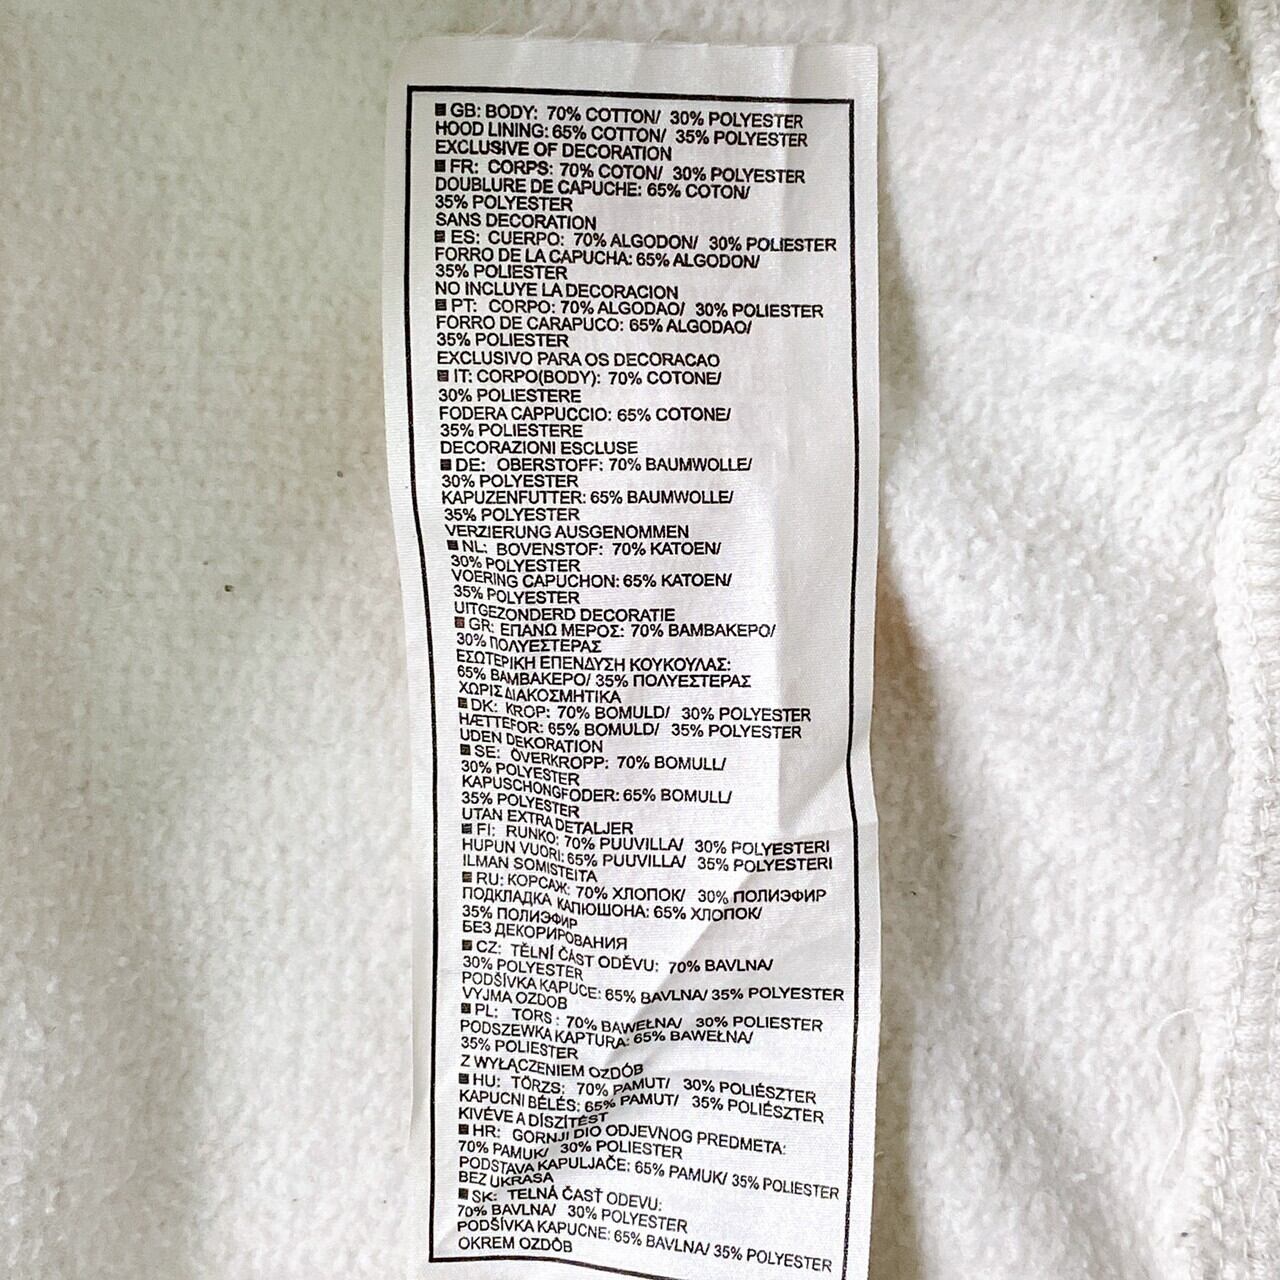 ■ GB: BODY: 70% COTTON/ 30% POLYESTER
HOOD LINING: 65% COTTON/ 35% POLYESTER
EXCLUSIVE OF DECORATION
■ FR: CORPS: 70% COTON/ 30% POLYESTER
DOUBLURE DE CAPUCHE: 65% COTON/
35% POLYESTER
SANS DECORATION
■ ES: CUERPO: 70% ALGODON/ 30% POLIESTER
FORRO DE LA CAPUCHA: 65% ALGODON/
35% POLIESTER
NO INCLUYE LA DECORACION
■ PT: CORPO: 70% ALGODAO/ 30% POLIESTER
FORRO DE CARAPUCO: 65% ALGODAO/
35% POLIESTER
EXCLUSIVO PARA OS DECORACAO
■ IT: CORPO(BODY): 70% COTONE/
30% POLIESTERE
FODERA CAPPUCCIO: 65% COTONE/
35% POLIESTERE
DECORAZIONI ESCLUSE
■ DE: OBERSTOFF: 70% BAUMWOLLE/
30% POLYESTER
KAPUZENFUTTER: 65% BAUMWOLLE/
35% POLYESTER
VERZIERUNG AUSGENOMMEN
■ NL: BOVENSTOF: 70% KATOEN/
30% POLYESTER
VOERING CAPUCHON: 65% KATOEN/
35% POLYESTER
UITGEZONDERD DECORATIE
■ GR: ΕΠΑΝΩ ΜΕΡΟΣ: 70% ΒΑΜΒΑΚΕΡΟ/
30% ΠΟΛΥΕΣΤΕΡΑΣ
ΕΣΩΤΕΡΙΚΗ ΕΠΕΝΔΥΣΗ ΚΟΥΚΟΥΛΑΣ:
65% ΒΑΜΒΑΚΕΡΟ/ 35% ΠΟΛΥΕΣΤΕΡΑΣ
ΧΩΡΙΣ ΔΙΑΚΟΣΜΗΤΙΚΑ
■ DK: KROP: 70% BOMULD/ 30% POLYESTER
HÆTTEFOR: 65% BOMULD/ 35% POLYESTER
UDEN DEKORATION
■ SE: ÖVERKROPP: 70% BOMULL/
30% POLYESTER
KAPUSCHONGFODER: 65% BOMULL/
35% POLYESTER
UTAN EXTRA DETALJER
■ FI: RUNKO: 70% PUUVILLA/ 30% POLYESTERI
HUPUN VUORI: 65% PUUVILLA/ 35% POLYESTERI
ILMAN SOMISTEITA
■ RU: КОРСАЖ: 70% ХЛОПОК/ 30% ПОЛИЭФИР
ПОДКЛАДКА КАПЮШОНА: 65% ХЛОПОК/
35% ПОЛИЭФИР
БЕЗ ДЕКОРИРОВАНИЯ
■ CZ: TĚLNÍ ČÁST ODĚVU: 70% BAVLNA/
30% POLYESTER
PODŠÍVKA KAPUCE: 65% BAVLNA/ 35% POLYESTER
VYJMA OZDOB
■ PL: TORS : 70% BAWEŁNA/ 30% POLIESTER
PODSZEWKA KAPTURA: 65% BAWEŁNA/
35% POLIESTER
Z WYŁĄCZENIEM OZDÓB
■ HU: TÖRZS: 70% PAMUT/ 30% POLIÉSZTER
KAPUCNI BÉLÉS: 65% PAMUT/ 35% POLIÉSZTER
KIVÉVE A DÍSZÍTÉST
■ HR: GORNJI DIO ODJEVNOG PREDMETA:
70% PAMUK/ 30% POLIESTER
PODSTAVA KAPULJAČE: 65% PAMUK/ 35% POLIESTER
BEZ UKRASA
■ SK: TELNÁ ČASŤ ODEVU:
70% BAVLNA/ 30% POLYESTER
PODŠÍVKA KAPUCNE: 65% BAVLNA/ 35% POLYESTER
OKREM OZDÔB